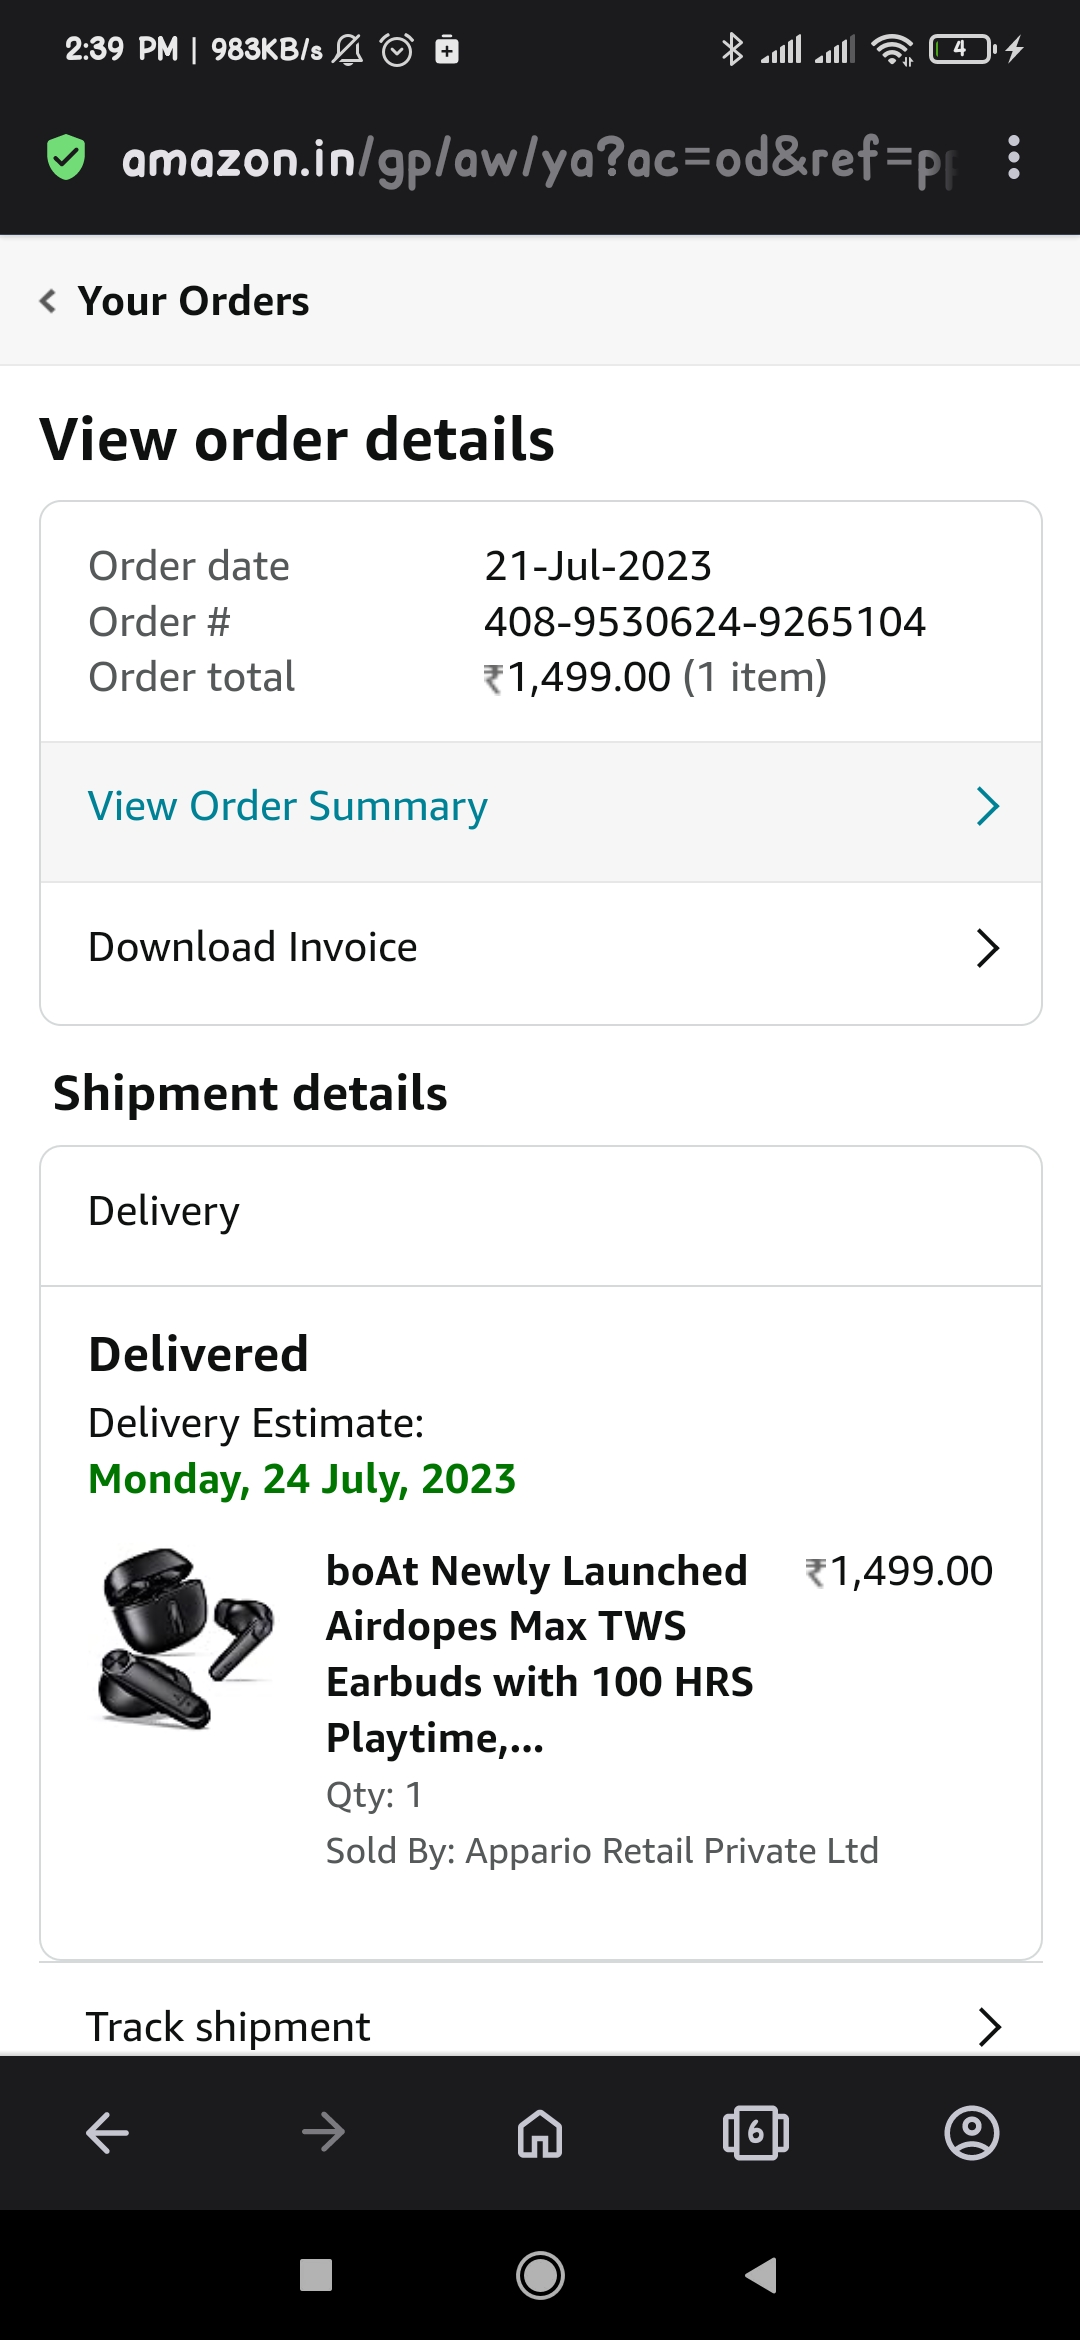 2:39 PM | 983KB/s
4
amazon.in/gp/aw/ya?ac=od&ref=pp
Your Orders
View order details
Order date 21-Jul-2023
Order # 408-9530624-9265104
Order total ₹1,499.00 (1 item)
View Order Summary
Download Invoice
Shipment details
Delivery
Delivered
Delivery Estimate:
Monday, 24 July, 2023
boAt Newly Launched ₹1,499.00
Airdopes Max TWS
Earbuds with 100 HRS
Playtime,...
Qty: 1
Sold By: Appario Retail Private Ltd
Track shipment
6